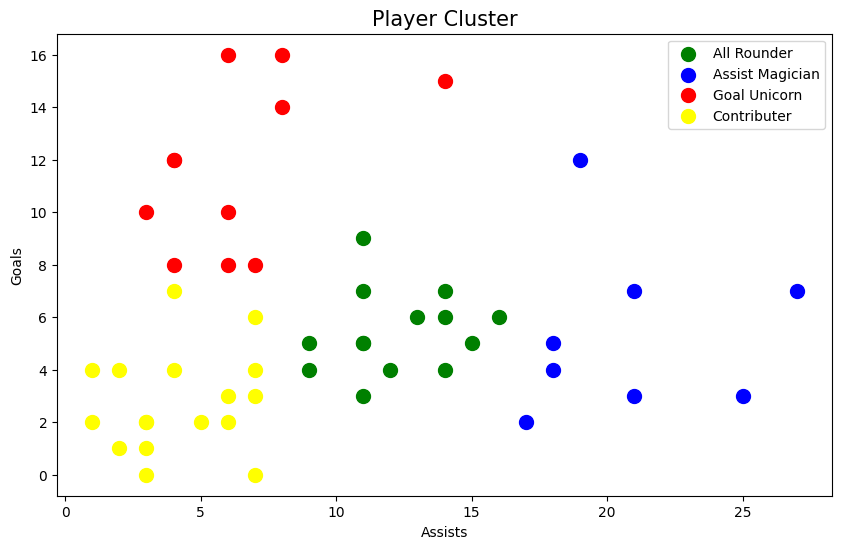 Player Cluster
All Rounder
Assist Magician
Goal Unicorn
Contributer
Goals
16
14
12
10
8
6
4
2
0
0 5 10 15 20 25
Assists